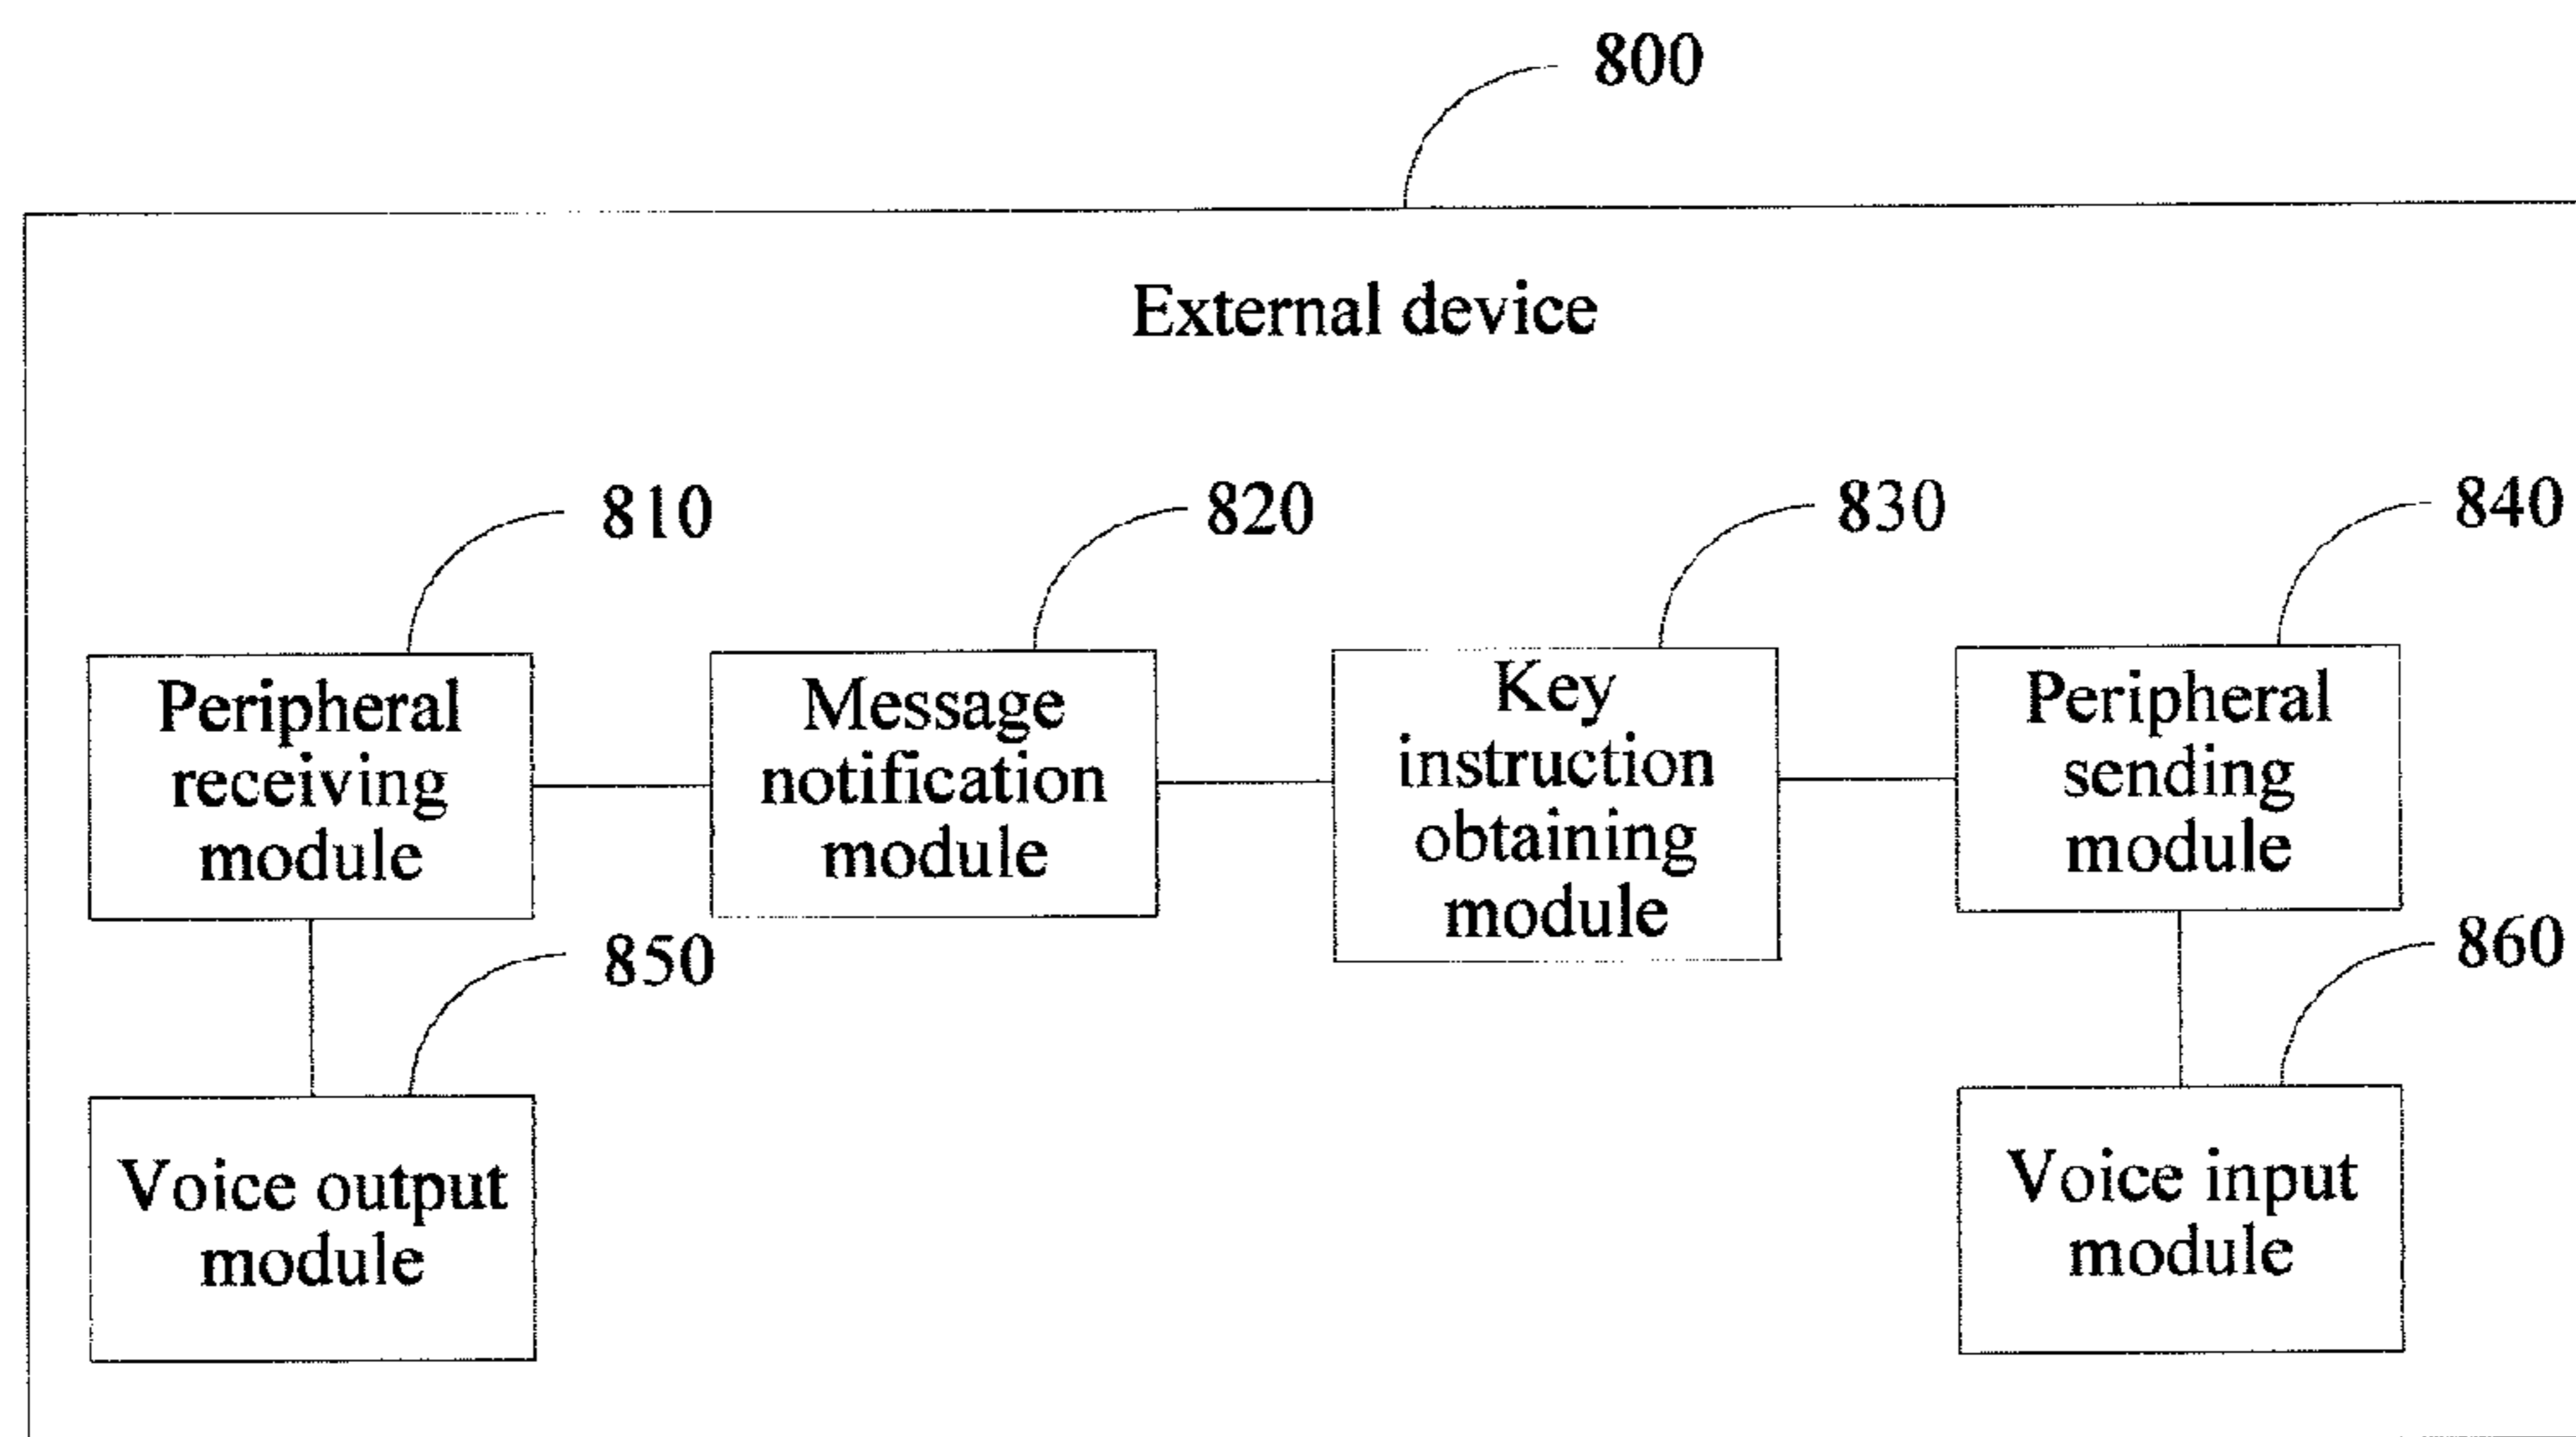 800
External device
810
820
830
840
Peripheral
receiving
module
Message
notification
module
Key
instruction
obtaining
module
Peripheral
sending
module
850
860
Voice output
module
Voice input
module